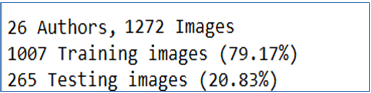 26 Authors, 1272 Images
1007 Training images (79.17%)
265 Testing images (20.83%)